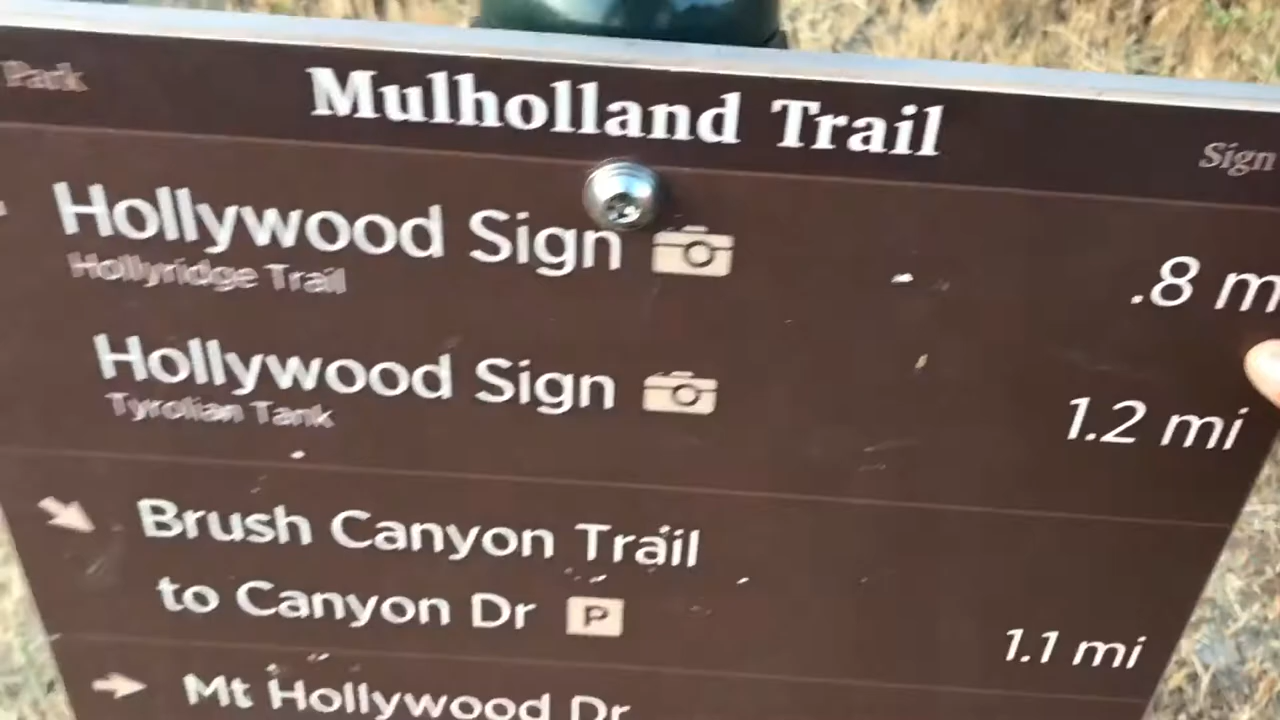 Park
Mulholland Trail
Sign
Hollywood Sign
.8 m
Hollyridge Trail
Hollywood Sign
1.2 mi
Tyrolian Tank
Brush Canyon Trail
to Canyon Dr P
1.1 mi
Mt Hollywood Dr